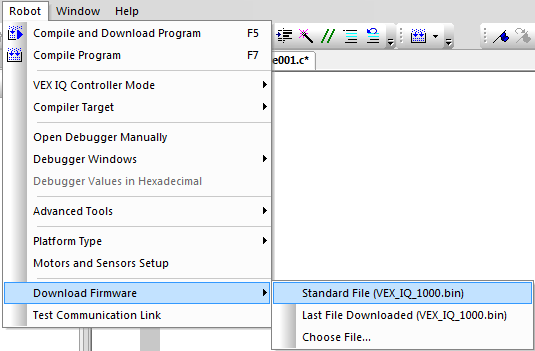 Robot Window Help
Compile and Download Program F5
Compile Program F7
e001.c*
VEX IQ Controller Mode
Compiler Target
Open Debugger Manually
Debugger Windows
Debugger Values in Hexadecimal
Advanced Tools
Platform Type
Motors and Sensors Setup
Download Firmware
Standard File (VEX_IQ_1000.bin)
Test Communication Link
Last File Downloaded (VEX_IQ_1000.bin)
Choose File...